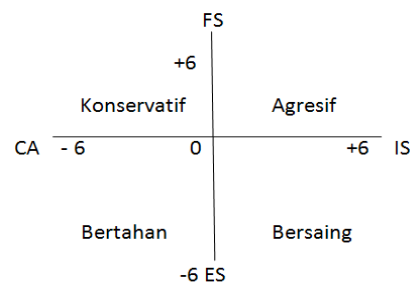 FS
+6
Konservatif Agresif
CA - 6 0 +6 IS
Bertahan Bersaing
-6 ES